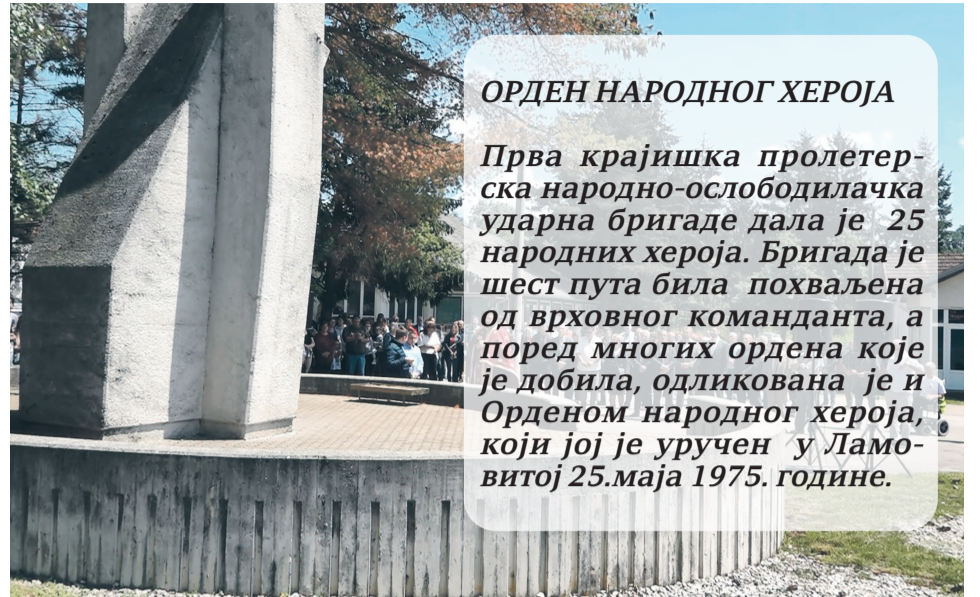 ОРДЕН НАРОДНОГ ХЕРОЈА
Прва крајишка пролетер-
ска народно-ослободилачка
ударна бригаде дала је 25
народних хероја. Бригада је
шест пута била похваљена
од врховног команданта, а
поред многих ордена које
је добила, одликована је и
Орденом народног хероја,
који јој је уручен у Ламо-
витој 25.маја 1975. године.